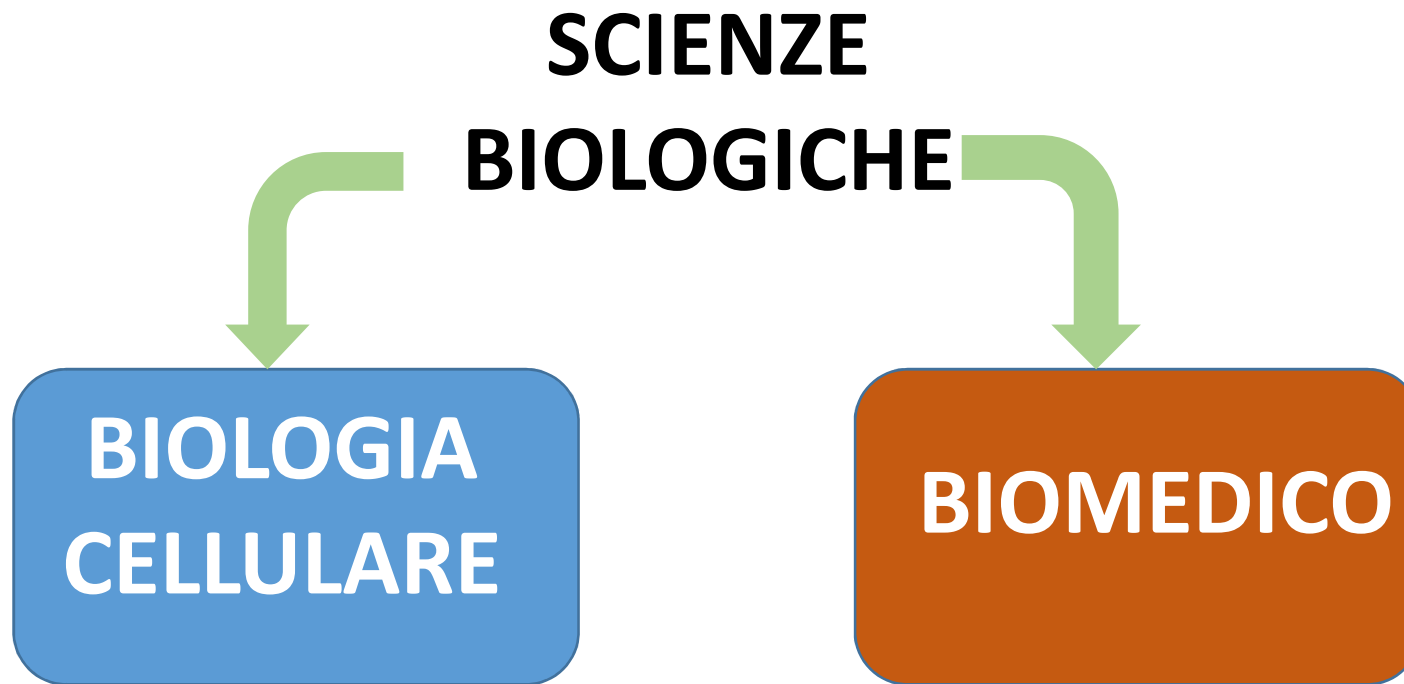 SCIENZE
BIOLOGICHE
BIOLOGIA
CELLULARE
BIOMEDICO